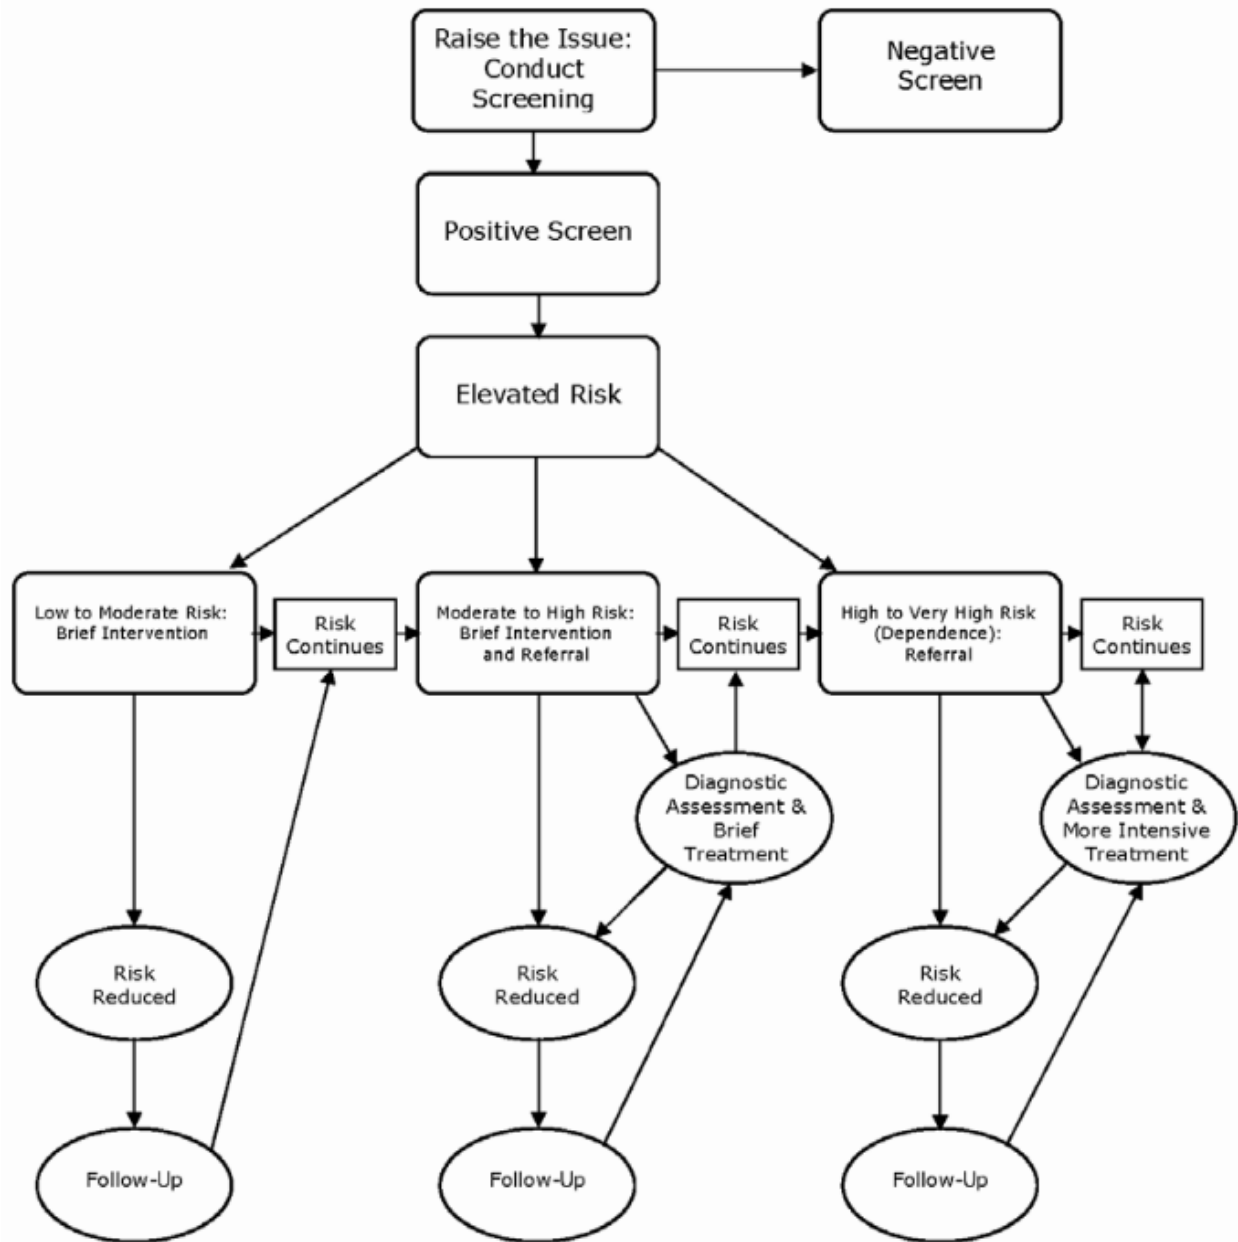 Raise the Issue:
Conduct
Screening
Negative
Screen
Positive Screen
Elevated Risk
Low to Moderate Risk:
Brief Intervention
Risk
Continues
Moderate to High Risk:
Brief Intervention
and Referral
Risk
Continues
High to Very High Risk
(Dependence):
Referral
Risk
Continues
Diagnostic
Assessment &
Brief
Treatment
Diagnostic
Assessment &
More Intensive
Treatment
Risk
Reduced
Risk
Reduced
Risk
Reduced
Follow-Up
Follow-Up
Follow-Up